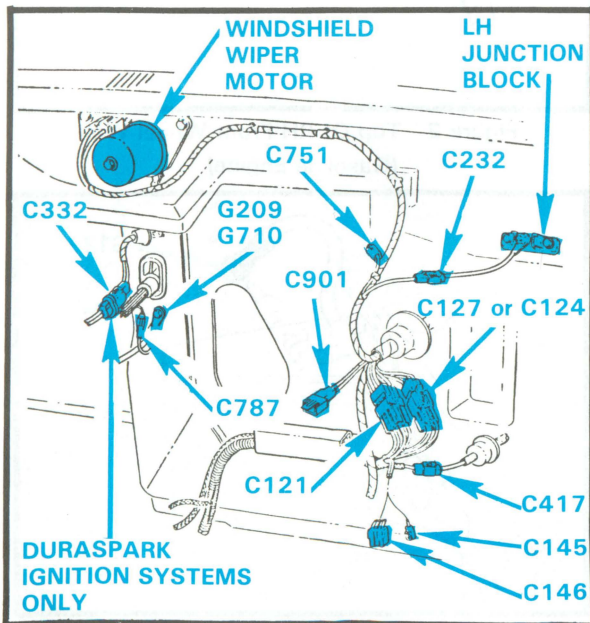 WINDSHIELD
WIPER
MOTOR
LH
JUNCTION
BLOCK
C751
C232
C332
G209
G710
C901
C127 or C124
C787
C121
C417
C145
C146
DURASPARK
IGNITION SYSTEMS
ONLY